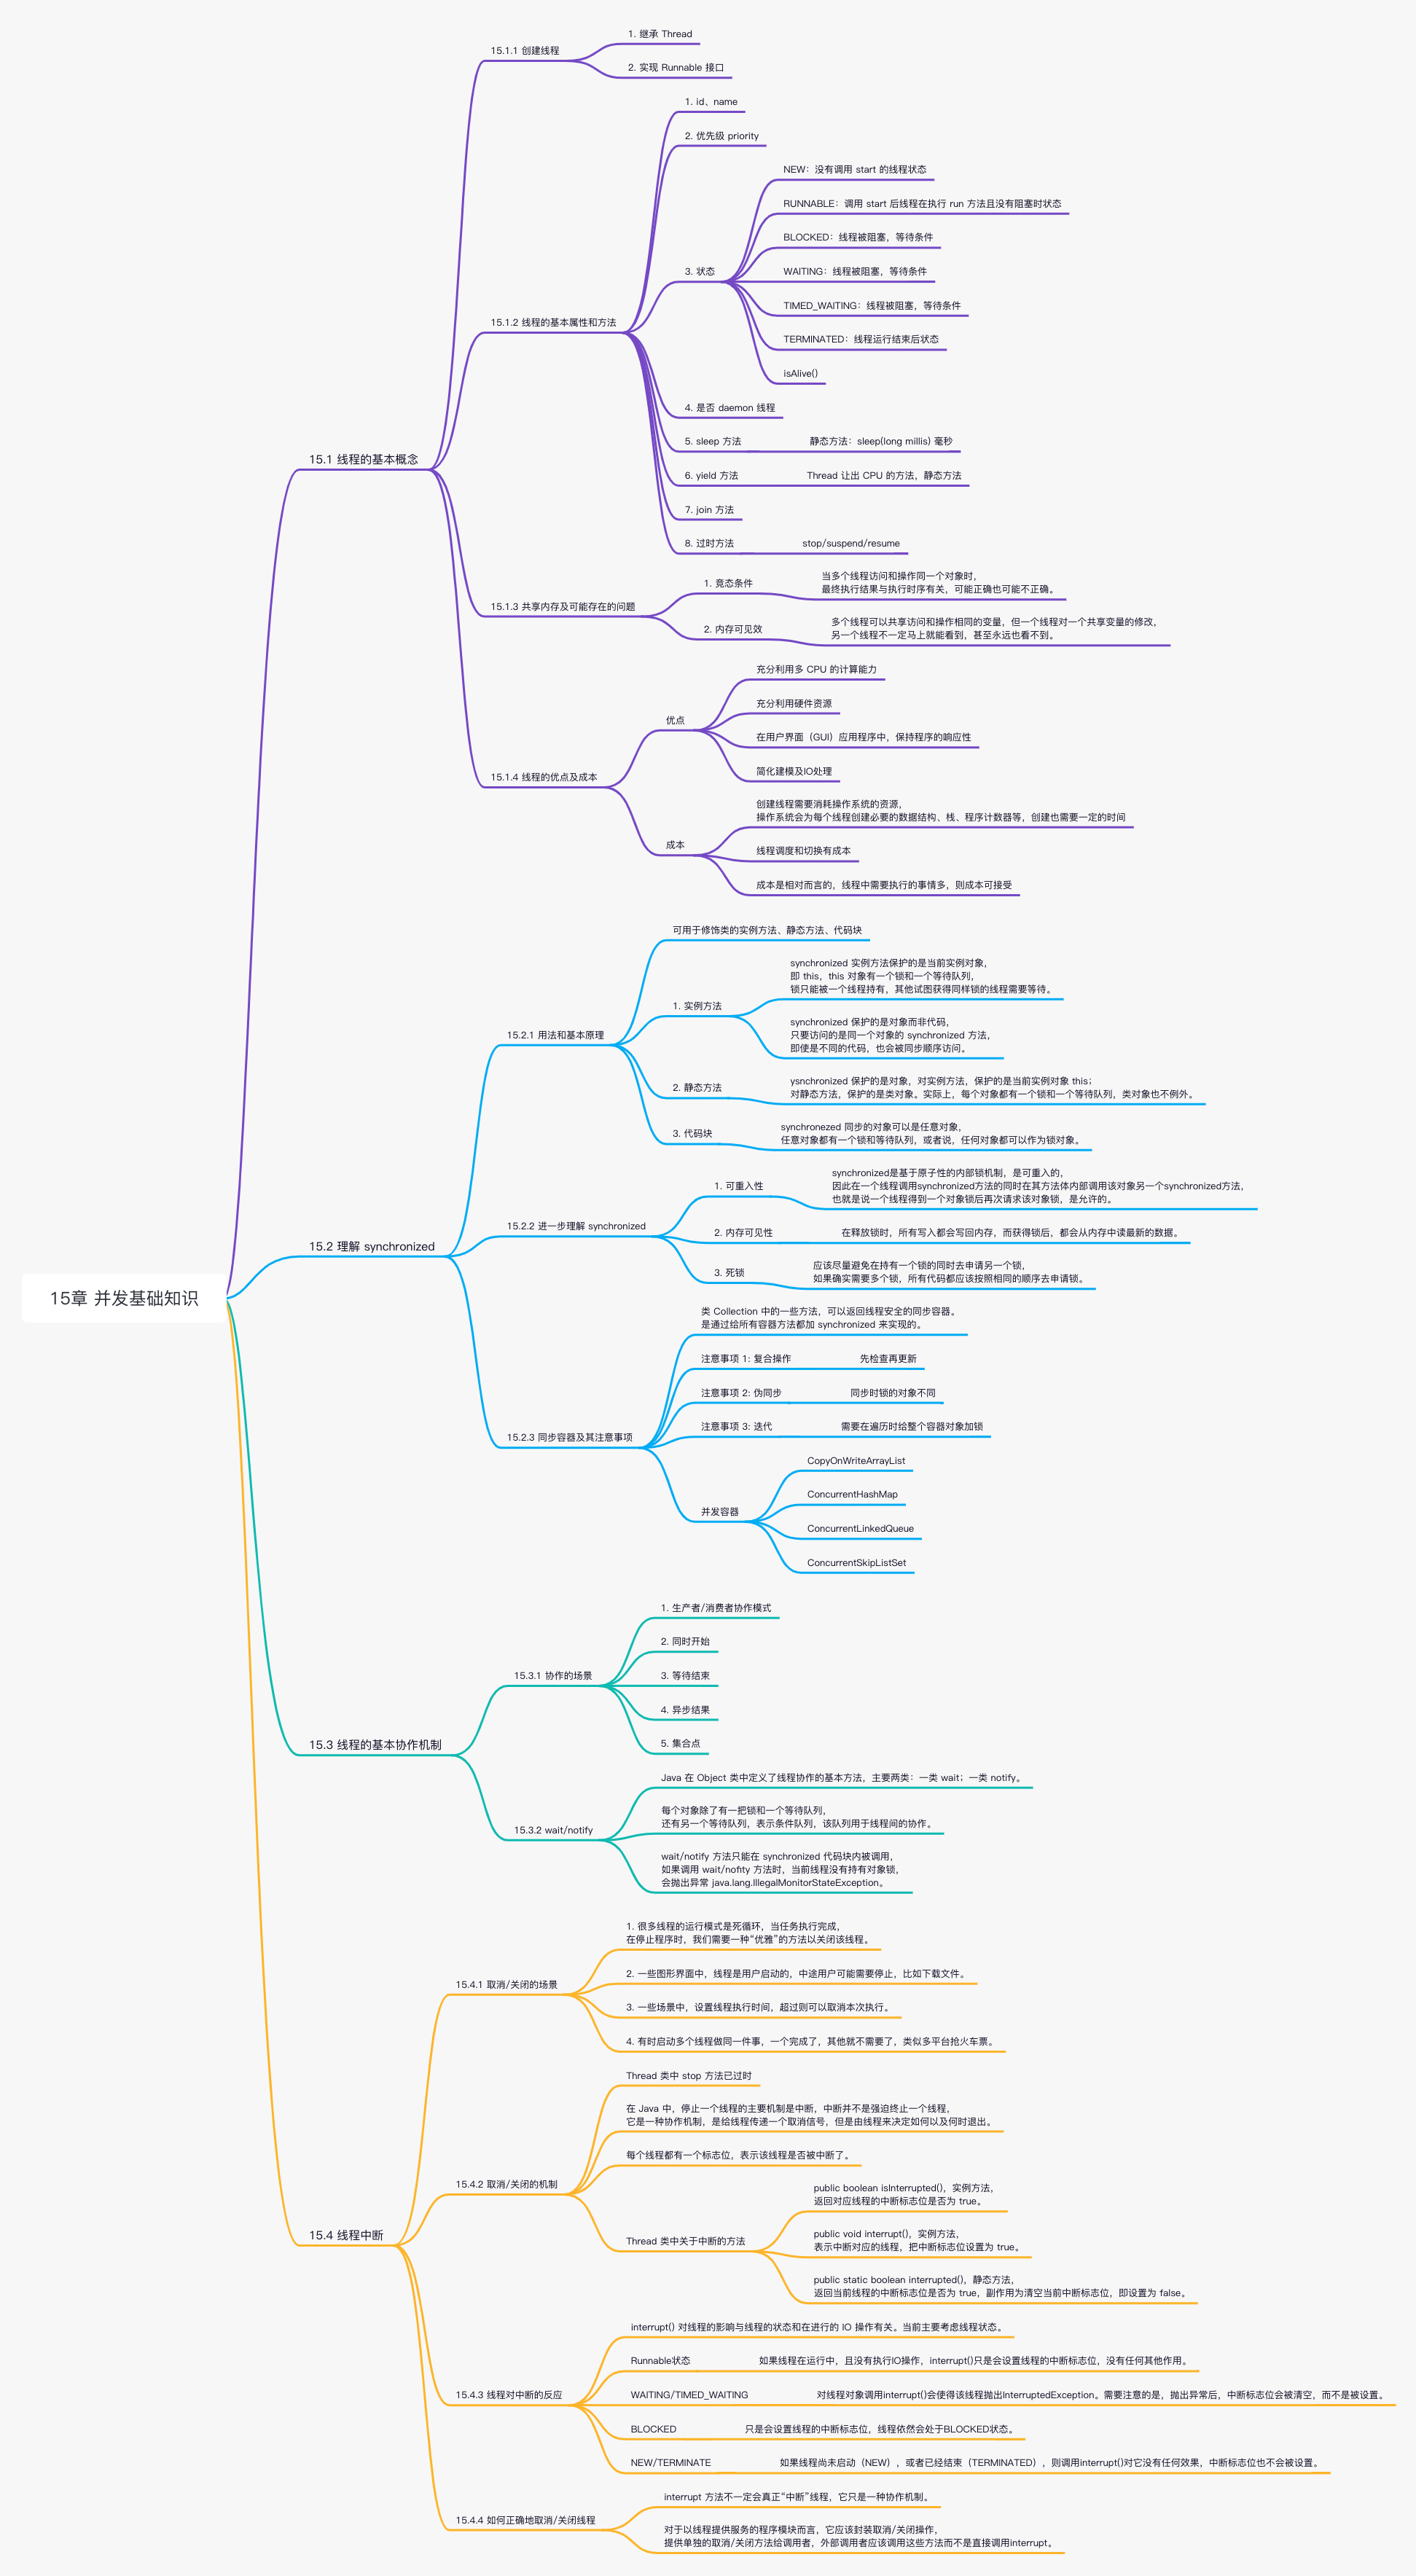 15章 并发基础知识
15.1 线程的基本概念
15.1.1 创建线程
1. 继承 Thread
2. 实现 Runnable 接口
15.1.2 线程的基本属性和方法
1. id、name
2. 优先级 priority
3. 状态
NEW：没有调用 start 的线程状态
RUNNABLE：调用 start 后线程在执行 run 方法且没有阻塞时状态
BLOCKED：线程被阻塞，等待条件
WAITING：线程被阻塞，等待条件
TIMED_WAITING：线程被阻塞，等待条件
TERMINATED：线程运行结束后状态
isAlive()
4. 是否 daemon 线程
5. sleep 方法
静态方法：sleep(long millis) 毫秒
6. yield 方法
Thread 让出 CPU 的方法，静态方法
7. join 方法
8. 过时方法
stop/suspend/resume
15.1.3 共享内存及可能存在的问题
1. 竞态条件
当多个线程访问和操作同一个对象时，
最终执行结果与执行时序有关，可能正确也可能不正确。
2. 内存可见效
多个线程可以共享访问和操作相同的变量，但一个线程对一个共享变量的修改，
另一个线程不一定马上就能看到，甚至永远也看不到。
15.1.4 线程的优点及成本
优点
充分利用多 CPU 的计算能力
充分利用硬件资源
在用户界面（GUI）应用程序中，保持程序的响应性
简化建模及IO处理
成本
创建线程需要消耗操作系统的资源，
操作系统会为每个线程创建必要的数据结构、栈、程序计数器等，创建也需要一定的时间
线程调度和切换有成本
成本是相对而言的，线程中需要执行的事情多，则成本可接受
15.2 理解 synchronized
15.2.1 用法和基本原理
可用于修饰类的实例方法、静态方法、代码块
1. 实例方法
synchronized 实例方法保护的是当前实例对象，
即 this，this 对象有一个锁和一个等待队列，
锁只能被一个线程持有，其他试图获得同样锁的线程需要等待。
synchronized 保护的是对象而非代码，
只要访问的是同一个对象的 synchronized 方法，
即使是不同的代码，也会被同步顺序访问。
2. 静态方法
ysnchronized 保护的是对象，对实例方法，保护的是当前实例对象 this；
对静态方法，保护的是类对象。实际上，每个对象都有一个锁和一个等待队列，类对象也不例外。
3. 代码块
synchronezed 同步的对象可以是任意对象，
任意对象都有一个锁和等待队列，或者说，任何对象都可以作为锁对象。
15.2.2 进一步理解 synchronized
1. 可重入性
synchronized是基于原子性的内部锁机制，是可重入的，
因此在一个线程调用synchronized方法的同时在其方法体内部调用该对象另一个synchronized方法，
也就是说一个线程得到一个对象锁后再次请求该对象锁，是允许的。
2. 内存可见性
在释放锁时，所有写入都会写回内存，而获得锁后，都会从内存中读最新的数据。
3. 死锁
应该尽量避免在持有一个锁的同时去申请另一个锁，
如果确实需要多个锁，所有代码都应该按照相同的顺序去申请锁。
15.2.3 同步容器及其注意事项
类 Collection 中的一些方法，可以返回线程安全的同步容器。
是通过给所有容器方法都加 synchronized 来实现的。
注意事项 1: 复合操作
先检查再更新
注意事项 2: 伪同步
同步时锁的对象不同
注意事项 3: 迭代
需要在遍历时给整个容器对象加锁
并发容器
CopyOnWriteArrayList
ConcurrentHashMap
ConcurrentLinkedQueue
ConcurrentSkipListSet
15.3 线程的基本协作机制
15.3.1 协作的场景
1. 生产者/消费者协作模式
2. 同时开始
3. 等待结束
4. 异步结果
5. 集合点
15.3.2 wait/notify
Java 在 Object 类中定义了线程协作的基本方法，主要两类：一类 wait；一类 notify。
每个对象除了有一把锁和一个等待队列，
还有另一个等待队列，表示条件队列，该队列用于线程间的协作。
wait/notify 方法只能在 synchronized 代码块内被调用，
如果调用 wait/nofity 方法时，当前线程没有持有对象锁，
会抛出异常 java.lang.IllegalMonitorStateException。
15.4 线程中断
15.4.1 取消/关闭的场景
1. 很多线程的运行模式是死循环，当任务执行完成，
在停止程序时，我们需要一种“优雅”的方法以关闭该线程。
2. 一些图形界面中，线程是用户启动的，中途用户可能需要停止，比如下载文件。
3. 一些场景中，设置线程执行时间，超过则可以取消本次执行。
4. 有时启动多个线程做同一件事，一个完成了，其他就不需要了，类似多平台抢火车票。
15.4.2 取消/关闭的机制
Thread 类中 stop 方法已过时
在 Java 中，停止一个线程的主要机制是中断，中断并不是强迫终止一个线程，
它是一种协作机制，是给线程传递一个取消信号，但是由线程来决定如何以及何时退出。
每个线程都有一个标志位，表示该线程是否被中断了。
Thread 类中关于中断的方法
public boolean isInterrupted()，实例方法，
返回对应线程的中断标志位是否为 true。
public void interrupt()，实例方法，
表示中断对应的线程，把中断标志位设置为 true。
public static boolean interrupted()，静态方法，
返回当前线程的中断标志位是否为 true，副作用为清空当前中断标志位，即设置为 false。
15.4.3 线程对中断的反应
interrupt() 对线程的影响与线程的状态和在进行的 IO 操作有关。当前主要考虑线程状态。
Runnable状态
如果线程在运行中，且没有执行IO操作，interrupt()只是会设置线程的中断标志位，没有任何其他作用。
WAITING/TIMED_WAITING
对线程对象调用interrupt()会使得该线程抛出InterruptedException。需要注意的是，抛出异常后，中断标志位会被清空，而不是被设置。
BLOCKED
只是会设置线程的中断标志位，线程依然会处于BLOCKED状态。
NEW/TERMINATE
如果线程尚未启动（NEW），或者已经结束（TERMINATED），则调用interrupt()对它没有任何效果，中断标志位也不会被设置。
15.4.4 如何正确地取消/关闭线程
interrupt 方法不一定会真正“中断”线程，它只是一种协作机制。
对于以线程提供服务的程序模块而言，它应该封装取消/关闭操作，
提供单独的取消/关闭方法给调用者，外部调用者应该调用这些方法而不是直接调用interrupt。